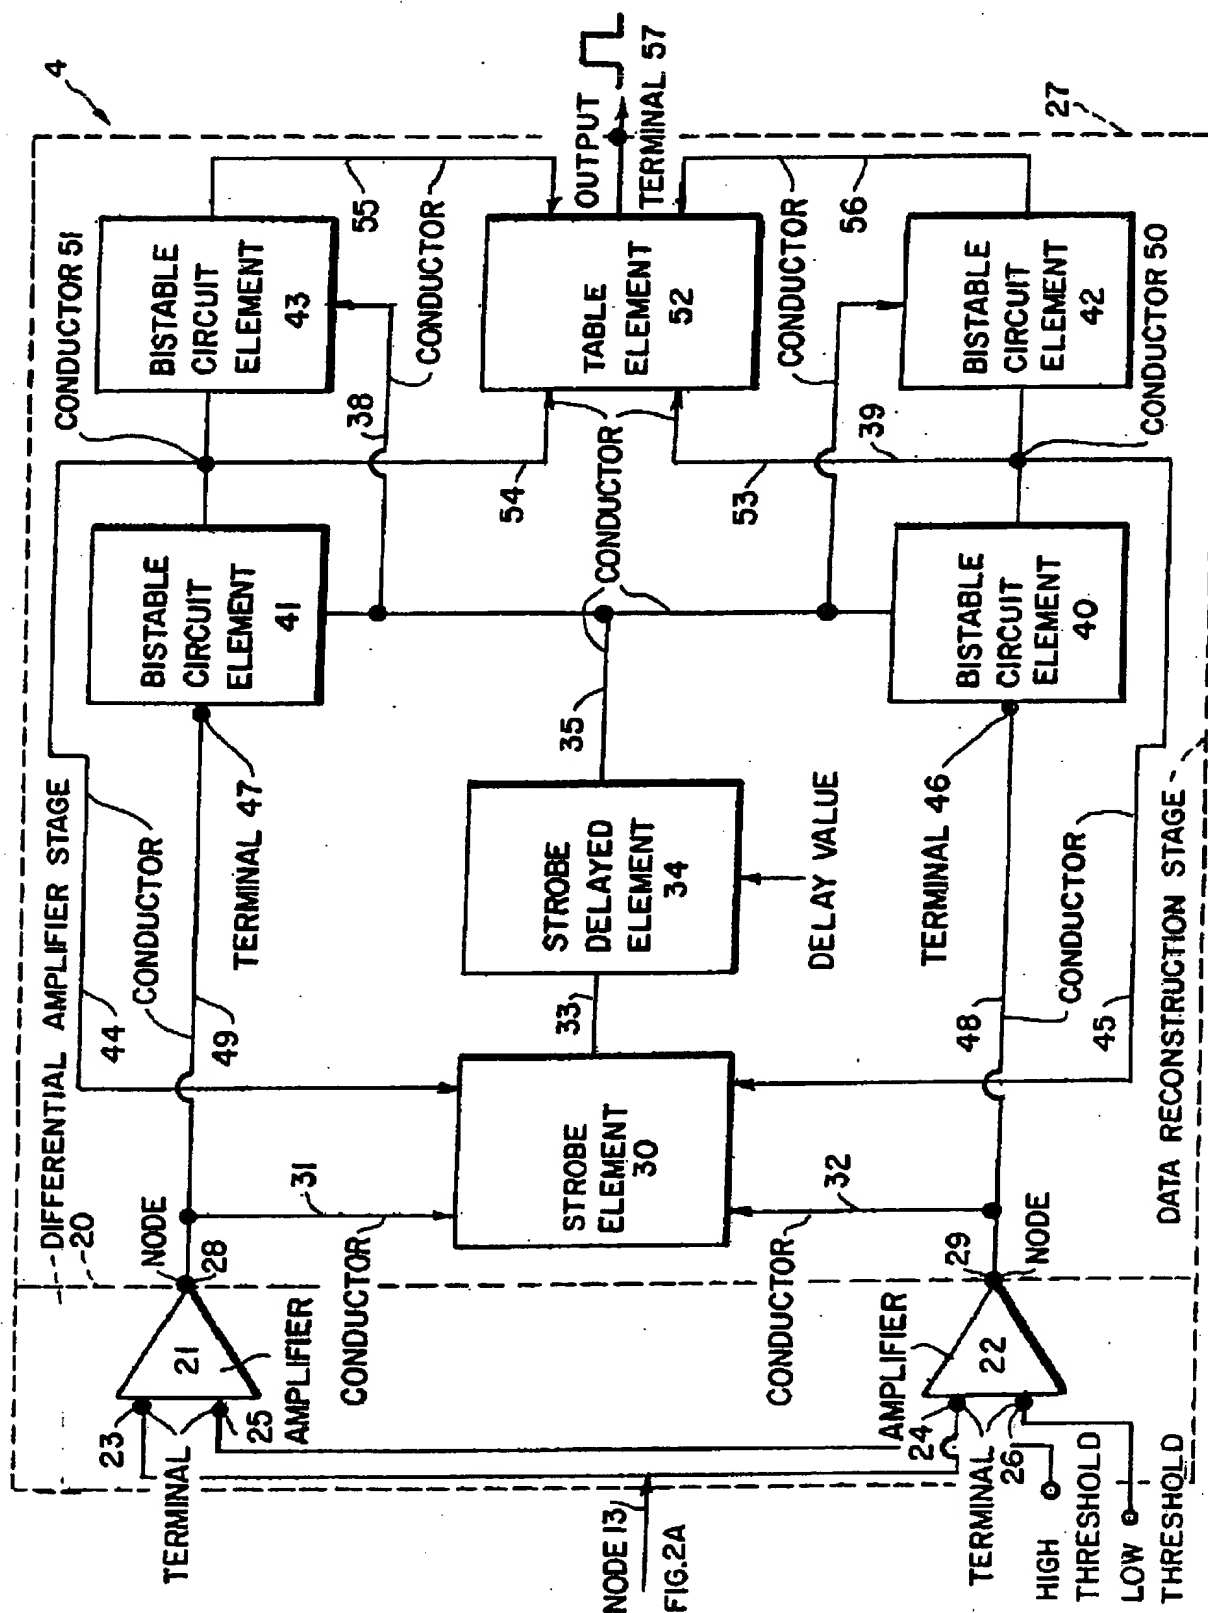 4
DIFFERENTIAL AMPLIFIER STAGE
20
CONDUCTOR 51
BISTABLE
CIRCUIT
ELEMENT
43
55
CONDUCTOR
38
BISTABLE
CIRCUIT
ELEMENT
41
54
44
CONDUCTOR
49
TERMINAL 47
NODE
28
31
CONDUCTOR
21
AMPLIFIER
23
25
TERMINAL
OUTPUT
TERMINAL 57
TABLE
ELEMENT
52
CONDUCTOR
35
STROBE
DELAYED
ELEMENT
34
DELAY VALUE
33
STROBE
ELEMENT
30
NODE 13
FIG.2A
CONDUCTOR
56
53
39
BISTABLE
CIRCUIT
ELEMENT
42
CONDUCTOR 50
BISTABLE
CIRCUIT
ELEMENT
40
TERMINAL 46
48
CONDUCTOR
45
32
CONDUCTOR
29
NODE
AMPLIFIER
22
24
26
TERMINAL
HIGH
THRESHOLD
LOW
THRESHOLD
DATA RECONSTRUCTION STAGE
27